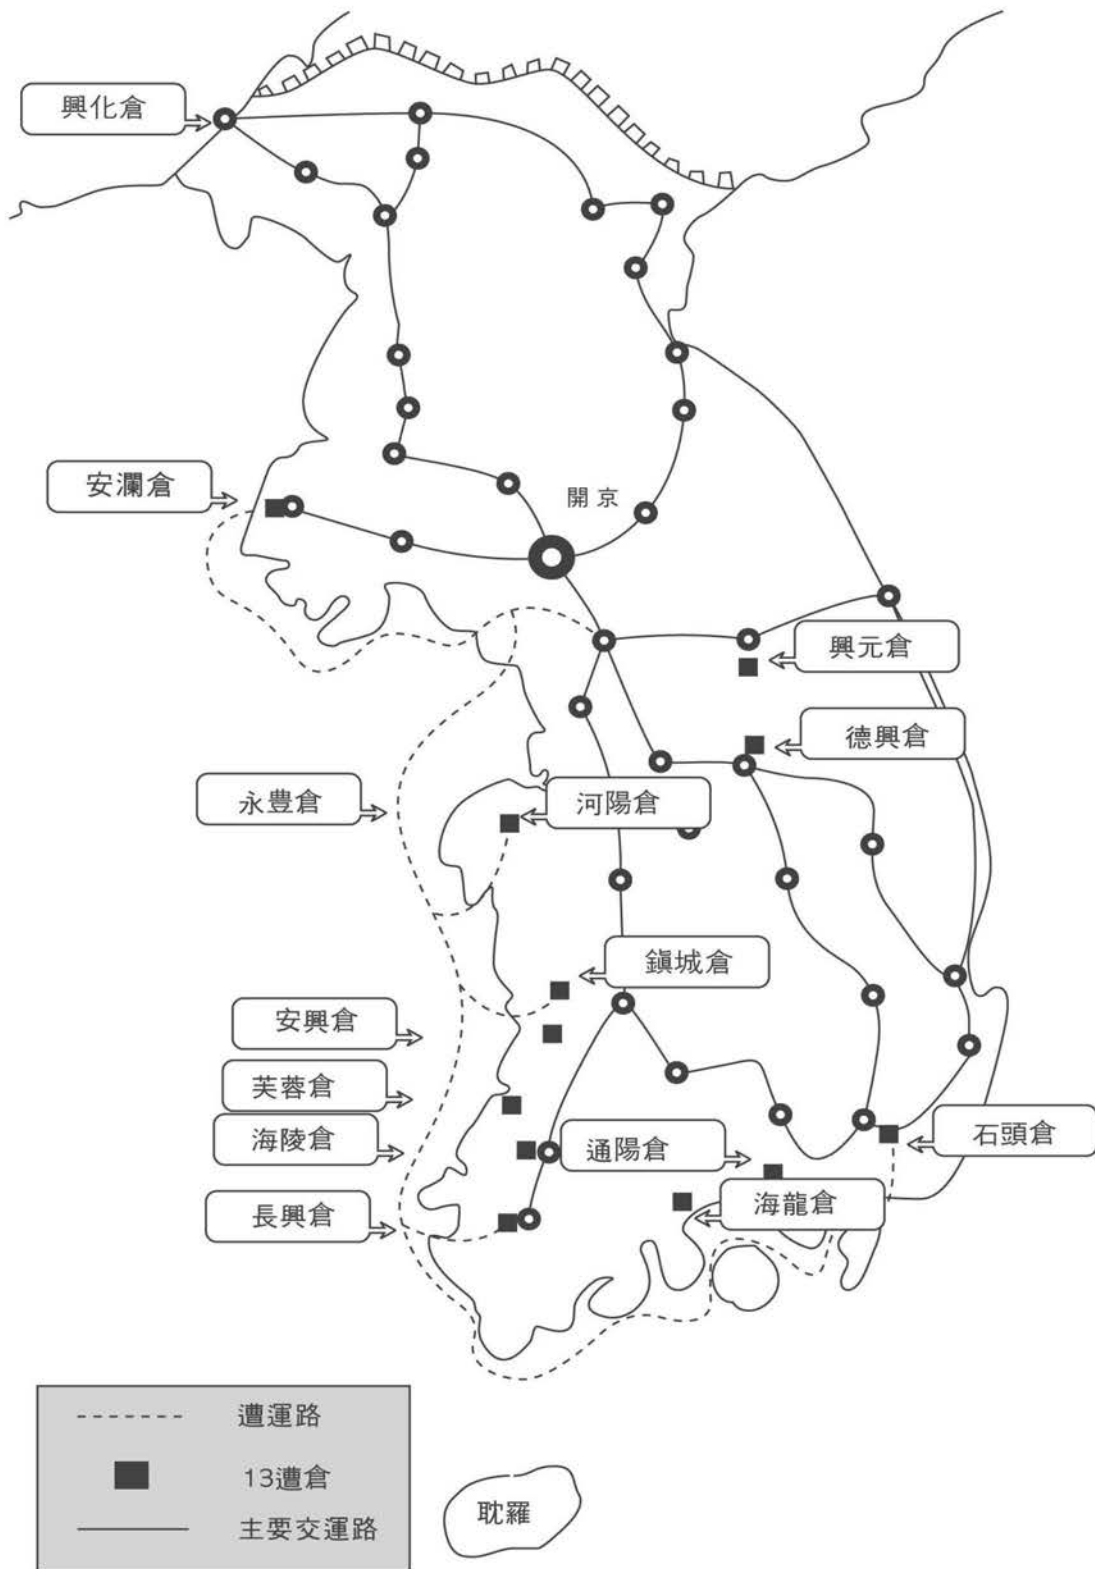 興化倉
安瀾倉
開京
興元倉
德興倉
永豊倉
河陽倉
鎭城倉
安興倉
芙蓉倉
海陵倉
通陽倉
石頭倉
長興倉
海龍倉
遭運路
13遭倉
主要交運路
耽羅